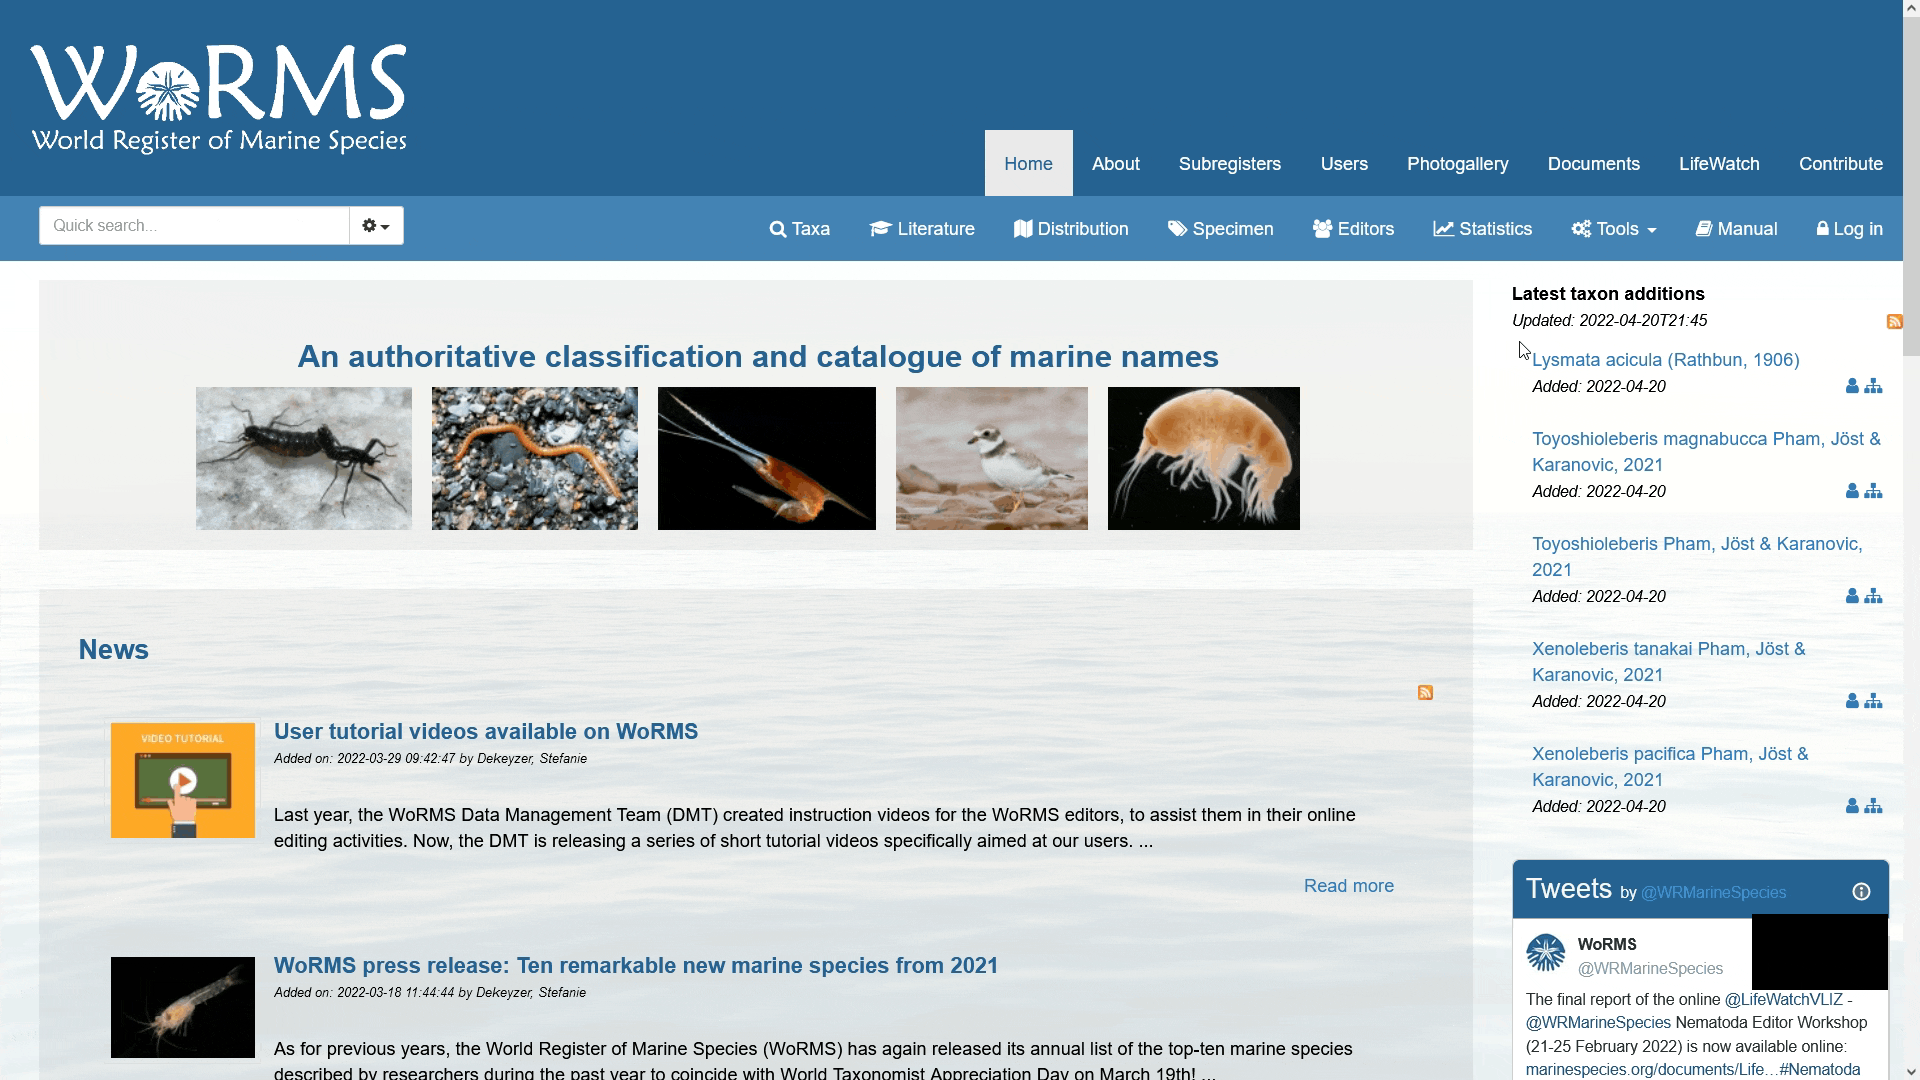 WoRMS
World Register of Marine Species
Home About Subregisters Users Photogallery Documents LifeWatch Contribute
Quick search...
Taxa Literature Distribution Specimen Editors Statistics Tools Manual Log in
An authoritative classification and catalogue of marine names
News
VIDEO TUTORIAL
User tutorial videos available on WoRMS
Added on: 2022-03-29 09:42:47 by Dekeyzer, Stefanie
Last year, the WoRMS Data Management Team (DMT) created instruction videos for the WoRMS editors, to assist them in their online
editing activities. Now, the DMT is releasing a series of short tutorial videos specifically aimed at our users. ...
Read more
WoRMS press release: Ten remarkable new marine species from 2021
Added on: 2022-03-18 11:44:44 by Dekeyzer, Stefanie
As for previous years, the World Register of Marine Species (WoRMS) has again released its annual list of the top-ten marine species
described by researchers during the past year to coincide with World Taxonomist Appreciation Day on March 19th! ...
Latest taxon additions
Updated: 2022-04-20T21:45
Lysmata acicula (Rathbun, 1906)
Added: 2022-04-20
Toyoshioleberis magnabucca Pham, Jöst &
Karanovic, 2021
Added: 2022-04-20
Toyoshioleberis Pham, Jöst & Karanovic,
2021
Added: 2022-04-20
Xenoleberis tanakai Pham, Jöst &
Karanovic, 2021
Added: 2022-04-20
Xenoleberis pacifica Pham, Jöst &
Karanovic, 2021
Added: 2022-04-20
Tweets by @WRMarineSpecies
WoRMS
@WRMarineSpecies
The final report of the online @LifeWatchVLIZ -
@WRMarineSpecies Nematoda Editor Workshop
(21-25 February 2022) is now available online:
marinespecies.org/documents/Life…#Nematoda